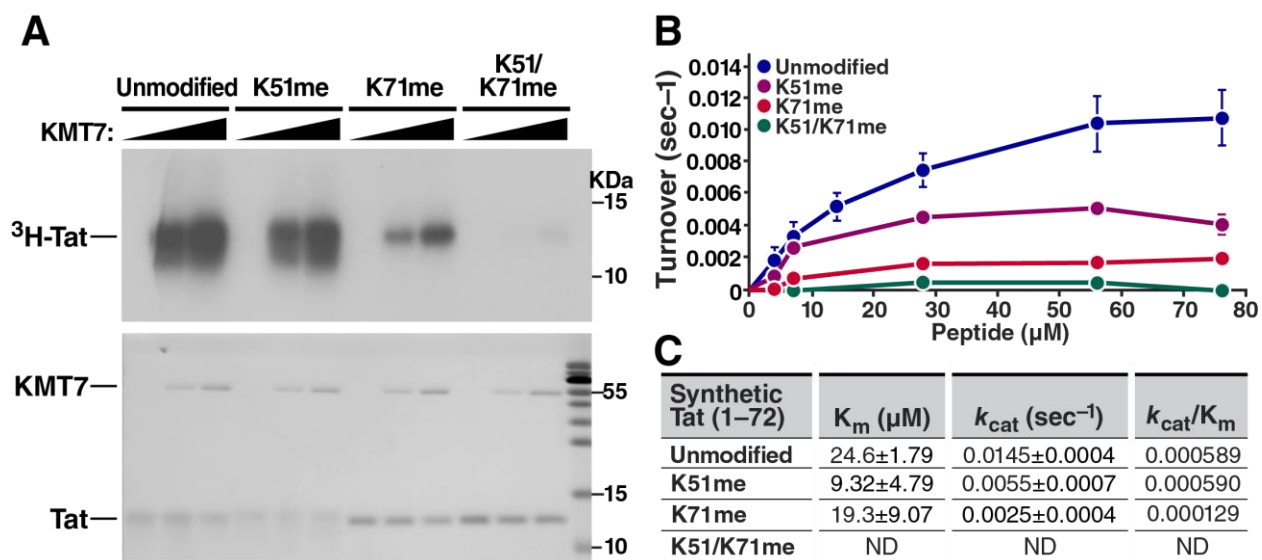 A
Unmodified K51me K71me K51/
K71me
KMT7:
KDa
15
³H-Tat
10
KMT7
55
15
Tat
10
B
Turnover (sec–1)
0.014
0.012
0.010
0.008
0.006
0.004
0.002
0
Unmodified
K51me
K71me
K51/K71me
0 10 20 30 40 50 60 70 80
Peptide (µM)
C
Synthetic
Tat (1–72) Km (µM) kcat (sec–1) kcat/Km
Unmodified 24.6±1.79 0.0145±0.0004 0.000589
K51me 9.32±4.79 0.0055±0.0007 0.000590
K71me 19.3±9.07 0.0025±0.0004 0.000129
K51/K71me ND ND ND